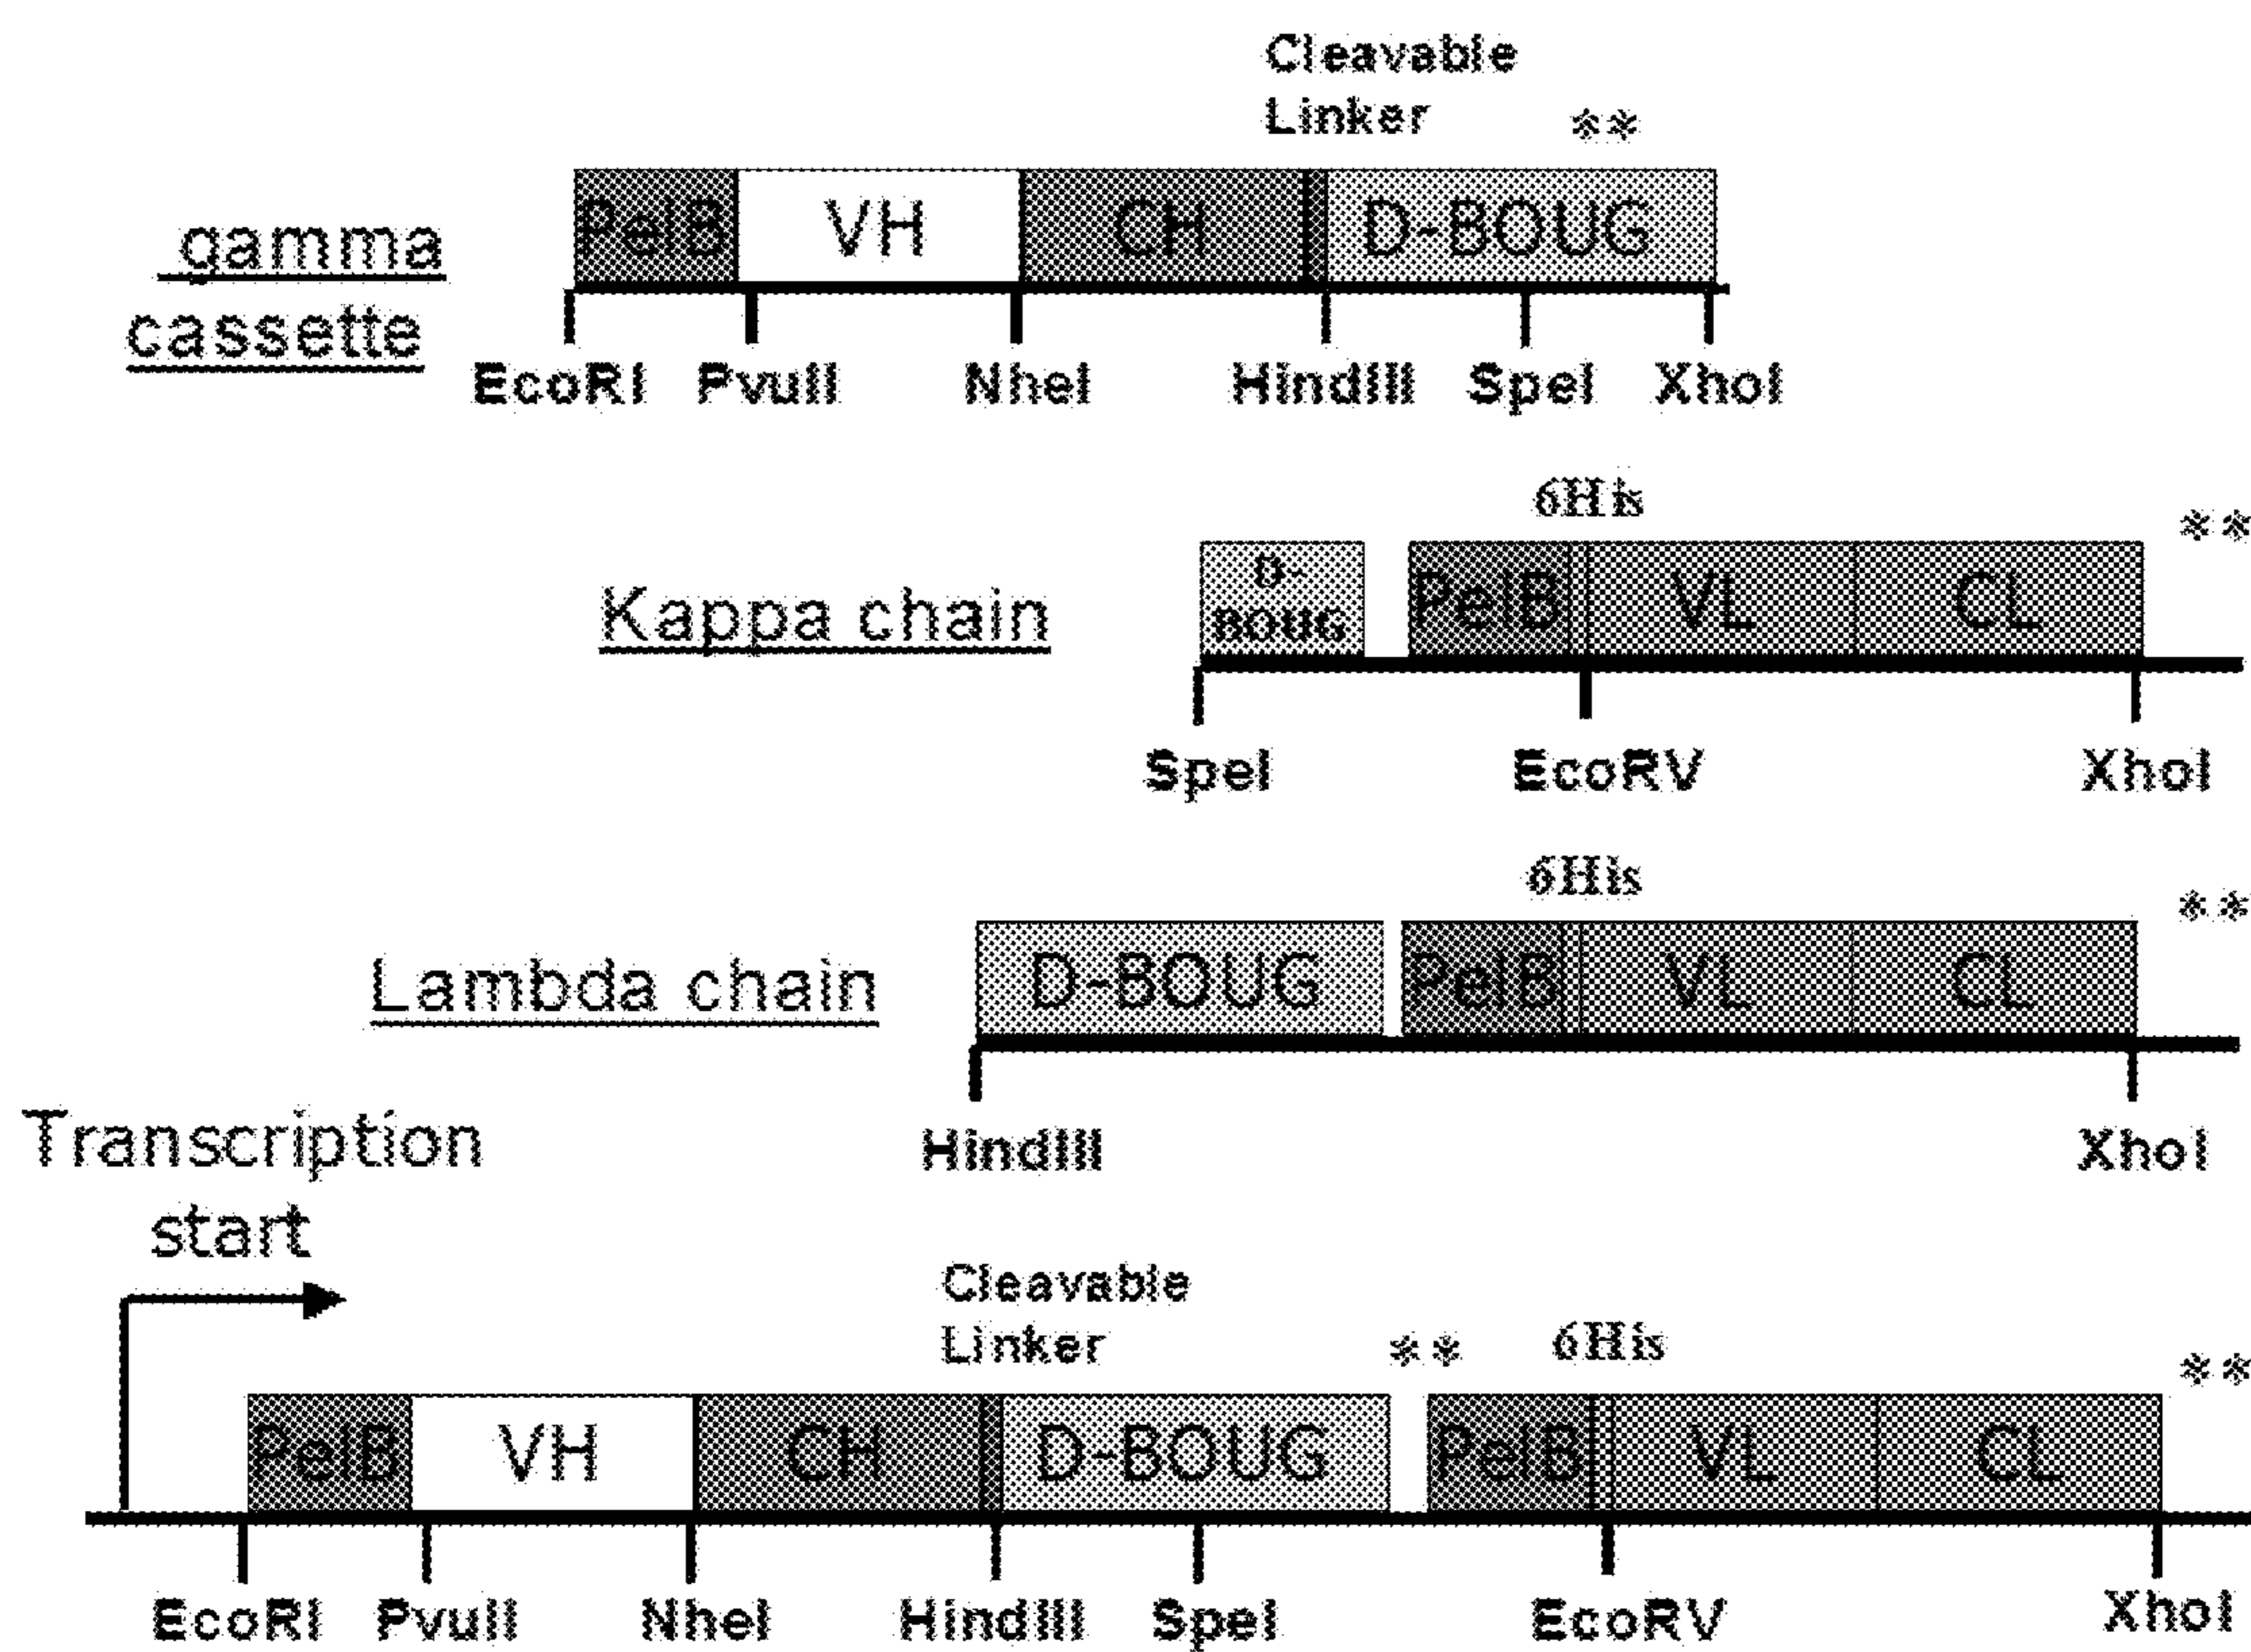 Cleavable
Linker **
gamma
cassette
PelB VH CH D-BOUG
EcoRI PvuII NheI HindIII SpeI XhoI
6His **
Kappa chain
D-
BOUG
PelB VL CL
SpeI EcoRV XhoI
6His **
Lambda chain
D-BOUG PelB VL CL
HindIII XhoI
Transcription
start
Cleavable
Linker ** 6His **
PelB VH CH D-BOUG PelB VL CL
EcoRI PvuII NheI HindIII SpeI EcoRV XhoI